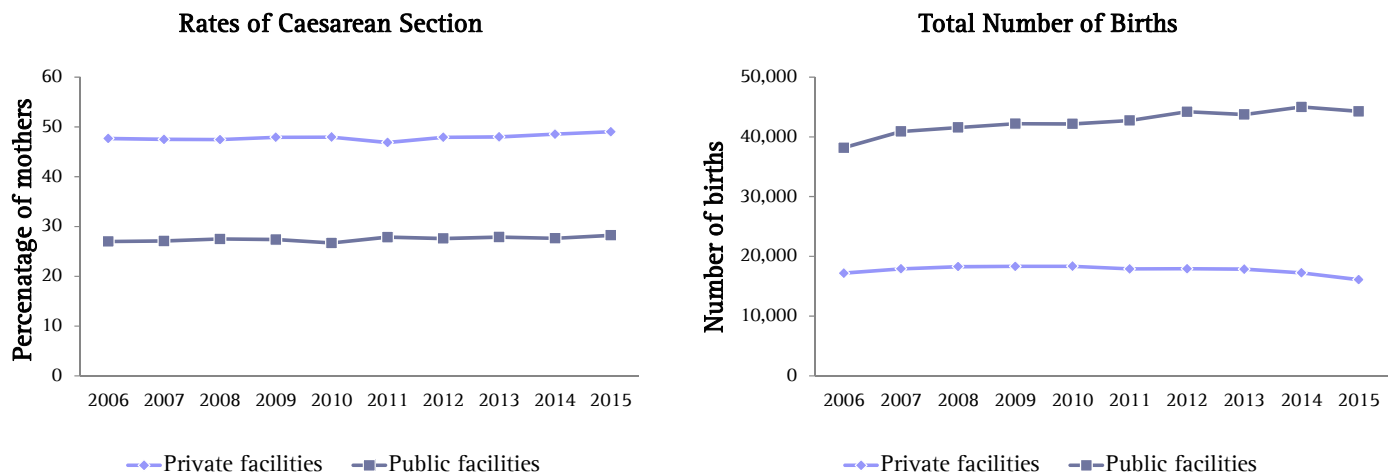 Rates of Caesarean Section
Percenatage of mothers
60
50
40
30
20
10
0
2006 2007 2008 2009 2010 2011 2012 2013 2014 2015
Private facilities Public facilities
Total Number of Births
Number of births
50,000
40,000
30,000
20,000
10,000
0
2006 2007 2008 2009 2010 2011 2012 2013 2014 2015
Private facilities Public facilities